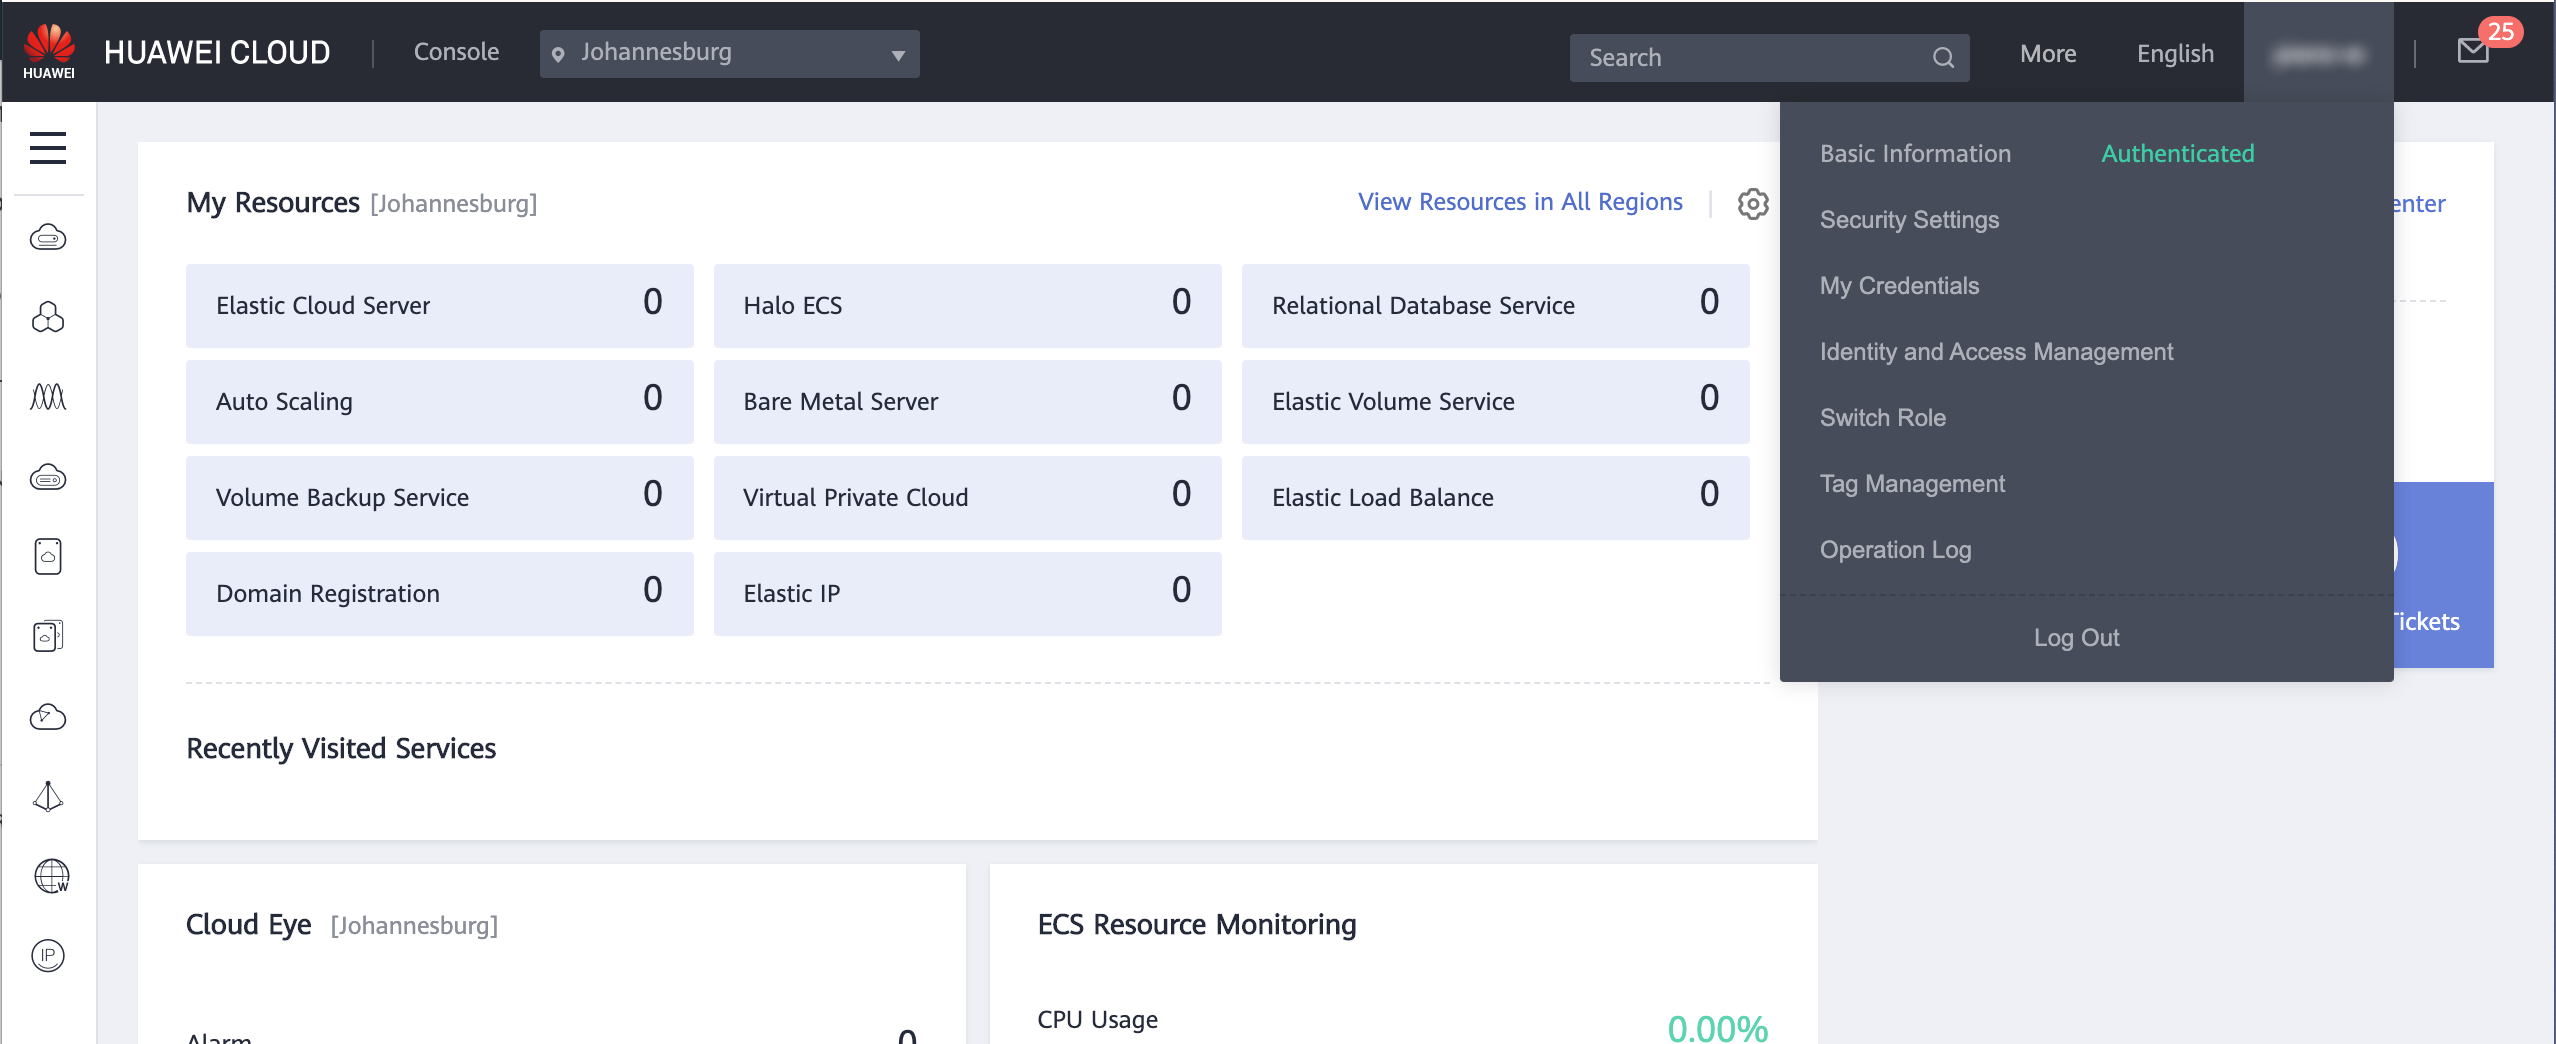 HUAWEI
HUAWEI CLOUD
Console
Johannesburg
Search
More
English
25
Basic Information
Authenticated
Security Settings
My Credentials
Identity and Access Management
Switch Role
Tag Management
Operation Log
Log Out
My Resources [Johannesburg]
View Resources in All Regions
enter
Elastic Cloud Server 0
Halo ECS 0
Relational Database Service 0
Auto Scaling 0
Bare Metal Server 0
Elastic Volume Service 0
Volume Backup Service 0
Virtual Private Cloud 0
Elastic Load Balance 0
Domain Registration 0
Elastic IP 0
Tickets
Recently Visited Services
Cloud Eye [Johannesburg]
Alarm 0
ECS Resource Monitoring
CPU Usage 0.00%
W
IP